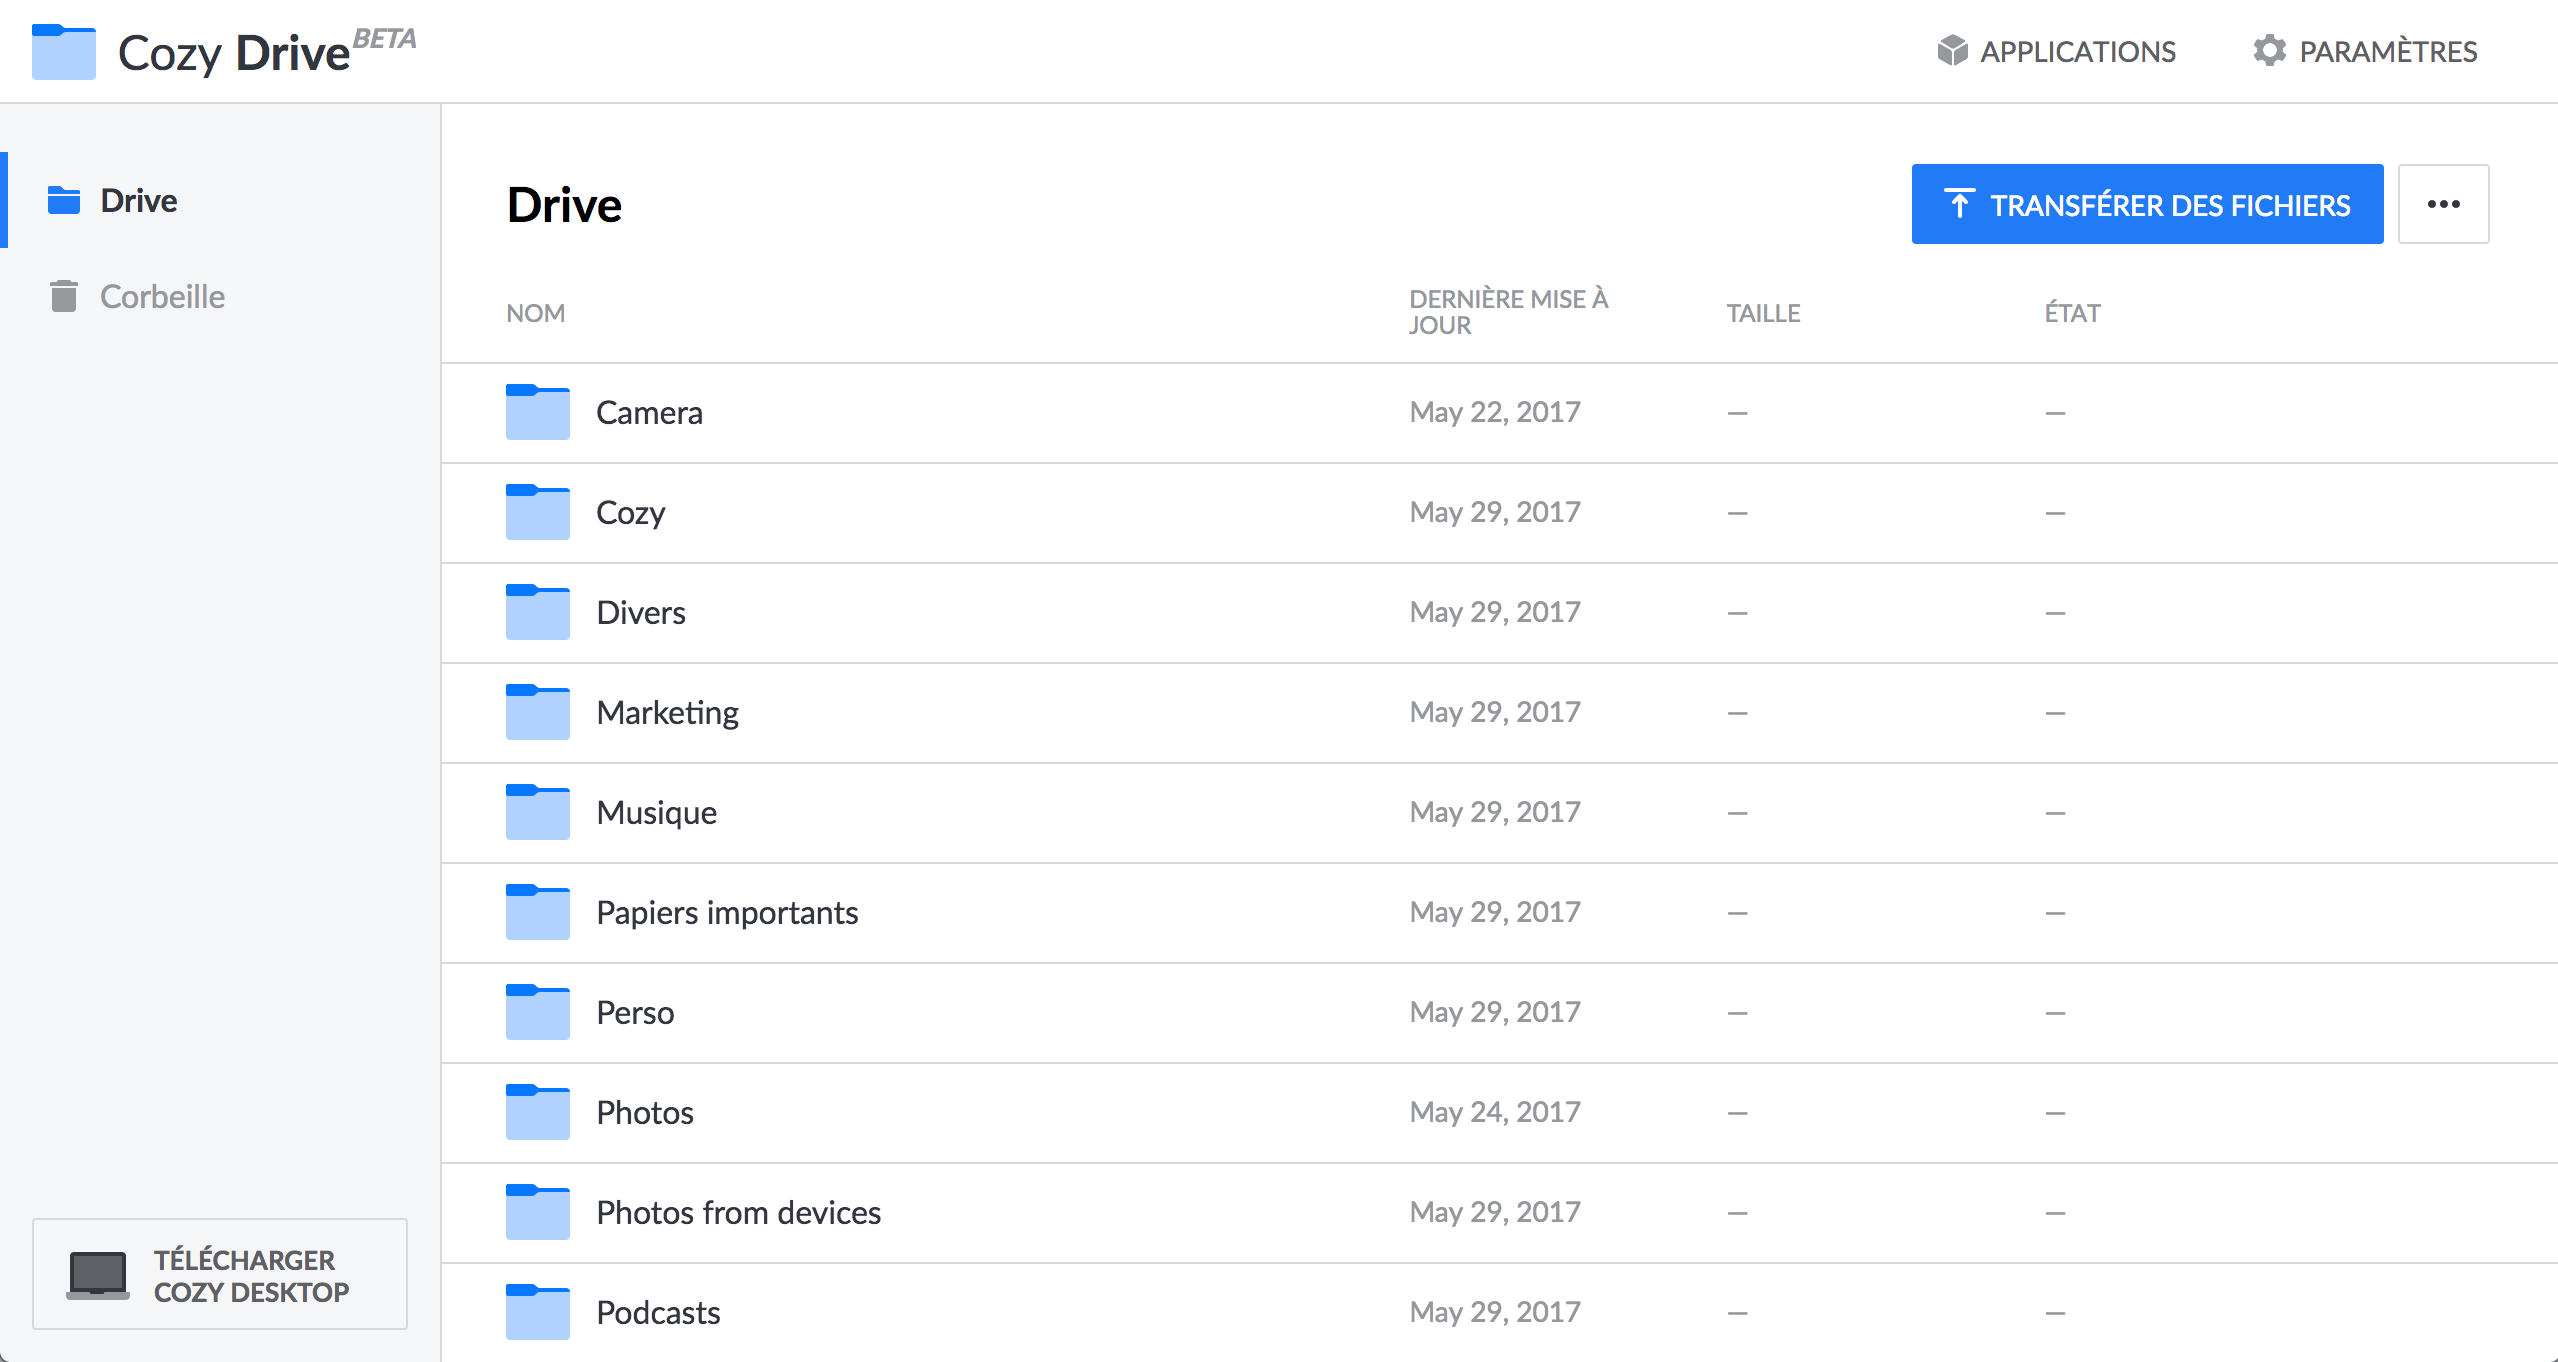 Cozy Drive BETA
APPLICATIONS PARAMÈTRES
Drive
Corbeille
TÉLÉCHARGER
COZY DESKTOP
Drive
TRANSFÉRER DES FICHIERS •••
NOM DERNIÈRE MISE À
JOUR TAILLE ÉTAT
Camera May 22, 2017 — —
Cozy May 29, 2017 — —
Divers May 29, 2017 — —
Marketing May 29, 2017 — —
Musique May 29, 2017 — —
Papiers importants May 29, 2017 — —
Perso May 29, 2017 — —
Photos May 24, 2017 — —
Photos from devices May 29, 2017 — —
Podcasts May 29, 2017 — —